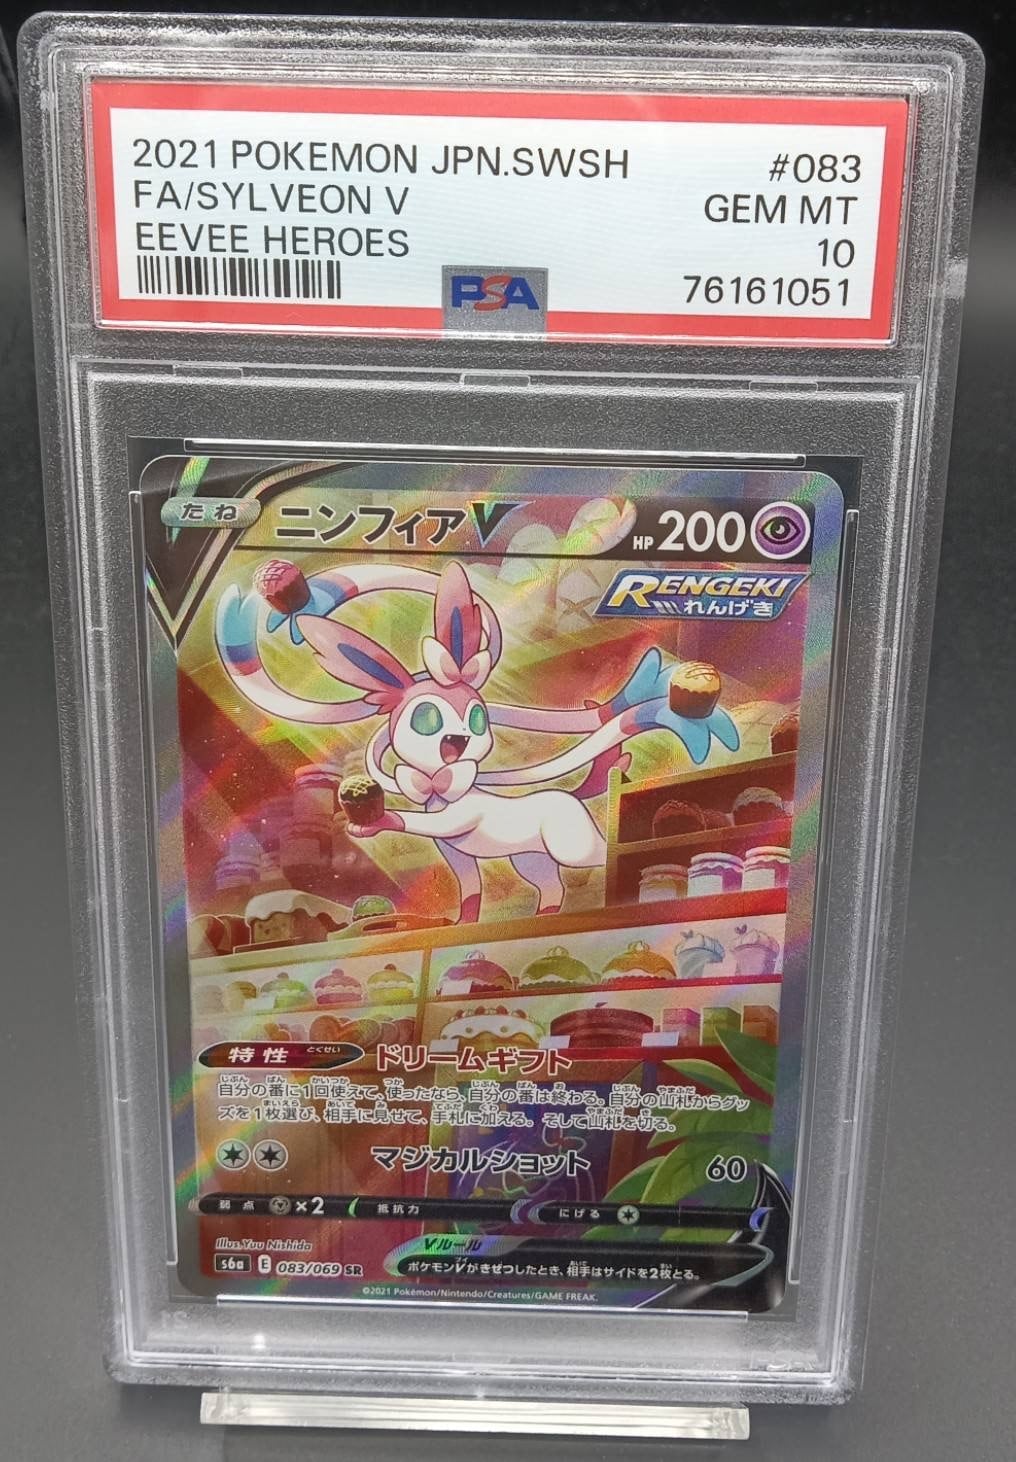 2021 POKEMON JPN.SWSH #083
FA/SYLVEON V GEM MT
EEVEE HEROES 10
76161051
PSA
たね ニンフィアV HP 200
RENGEKI
れんげき
特性 とくせい ドリームギフト
自分の番に1回使えて、使ったなら、自分の番は終わる。自分の山札からグッ
ズを1枚選び、相手に見せて、手札に加える。そして山札を切る。
マジカルショット 60
弱点 ×2 抵抗力 にげる
Illus. Yuu Nishida
Vルール
s6a E 083/069 SR
ポケモンVがきぜつしたとき、相手はサイドを2枚とる。
©2021 Pokémon/Nintendo/Creatures/GAME FREAK.